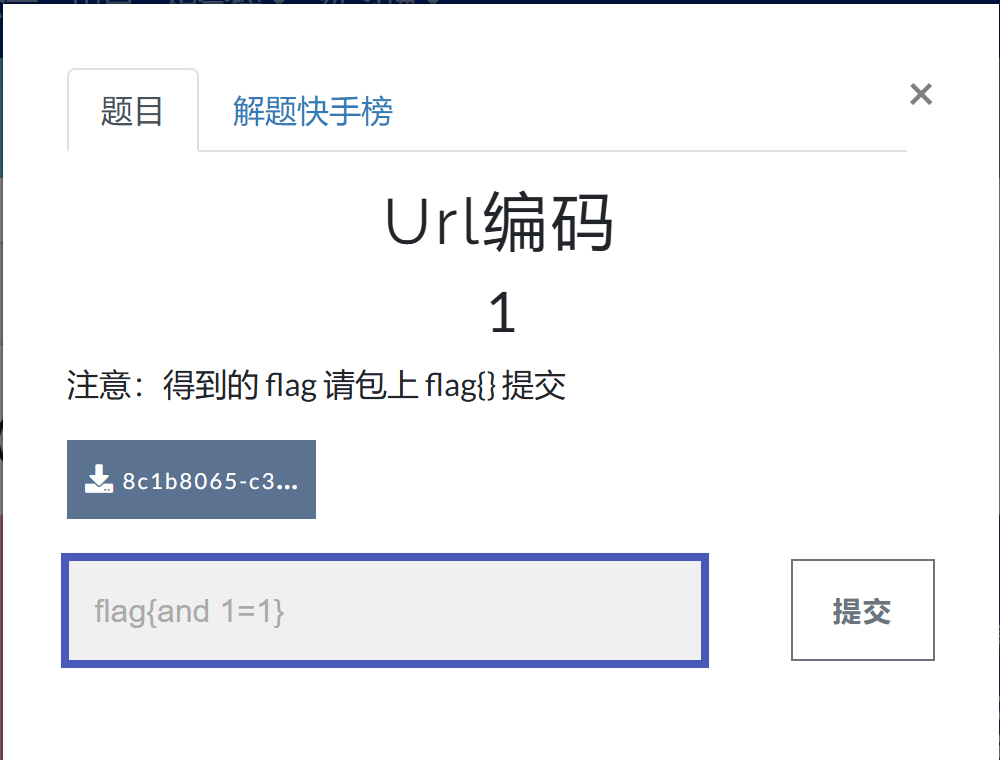 题目 解题快手榜 ×
Url编码
1
注意：得到的 flag 请包上 flag{} 提交
8c1b8065-c3...
flag{and 1=1} 提交